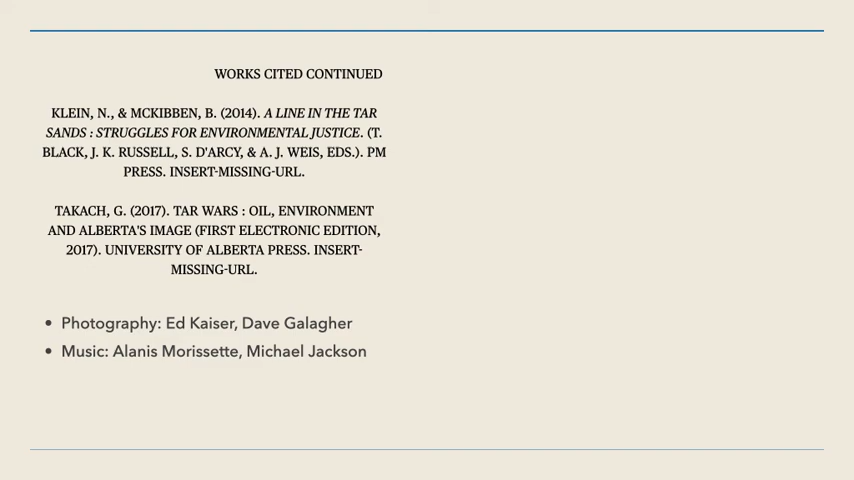 WORKS CITED CONTINUED
KLEIN, N., & MCKIBBEN, B. (2014). A LINE IN THE TAR
SANDS : STRUGGLES FOR ENVIRONMENTAL JUSTICE. (T.
BLACK, J. K. RUSSELL, S. D'ARCY, & A. J. WEIS, EDS.). PM
PRESS. INSERT-MISSING-URL.
TAKACH, G. (2017). TAR WARS : OIL, ENVIRONMENT
AND ALBERTA'S IMAGE (FIRST ELECTRONIC EDITION,
2017). UNIVERSITY OF ALBERTA PRESS. INSERT-
MISSING-URL.
• Photography: Ed Kaiser, Dave Galagher
• Music: Alanis Morissette, Michael Jackson